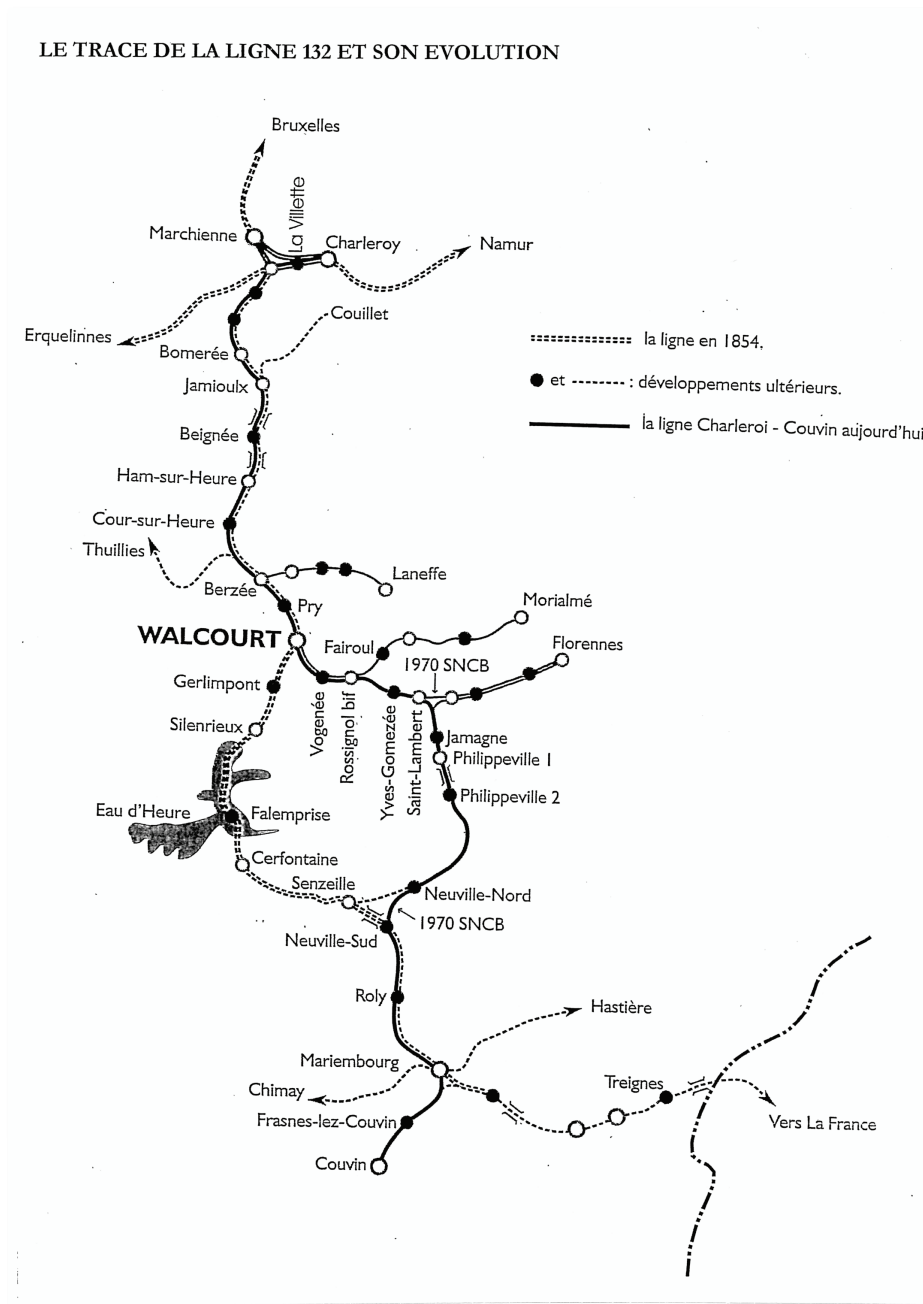 LE TRACE DE LA LIGNE 132 ET SON EVOLUTION
Bruxelles
La Villette
Marchienne
Charleroy
Namur
Couillet
Erquelinnes
la ligne en 1854,
Bomerée
et -------- : développements ultérieurs.
Jamioulx
la ligne Charleroi - Couvin aujourd'hui
Beignée
Ham-sur-Heure
Cour-sur-Heure
Thuillies
Laneffe
Berzée
Pry
Morialmé
WALCOURT
Fairoul
Florennes
1970 SNCB
Gerlimpont
Vogenée
Rossignol bif
Yves-Gomezée
Saint-Lambert
Silenrieux
Jamagne
Philippeville 1
Philippeville 2
Eau d'Heure
Falemprise
Cerfontaine
Senzeille
Neuville-Nord
1970 SNCB
Neuville-Sud
Roly
Hastière
Mariembourg
Chimay
Treignes
Frasnes-lez-Couvin
Vers La France
Couvin